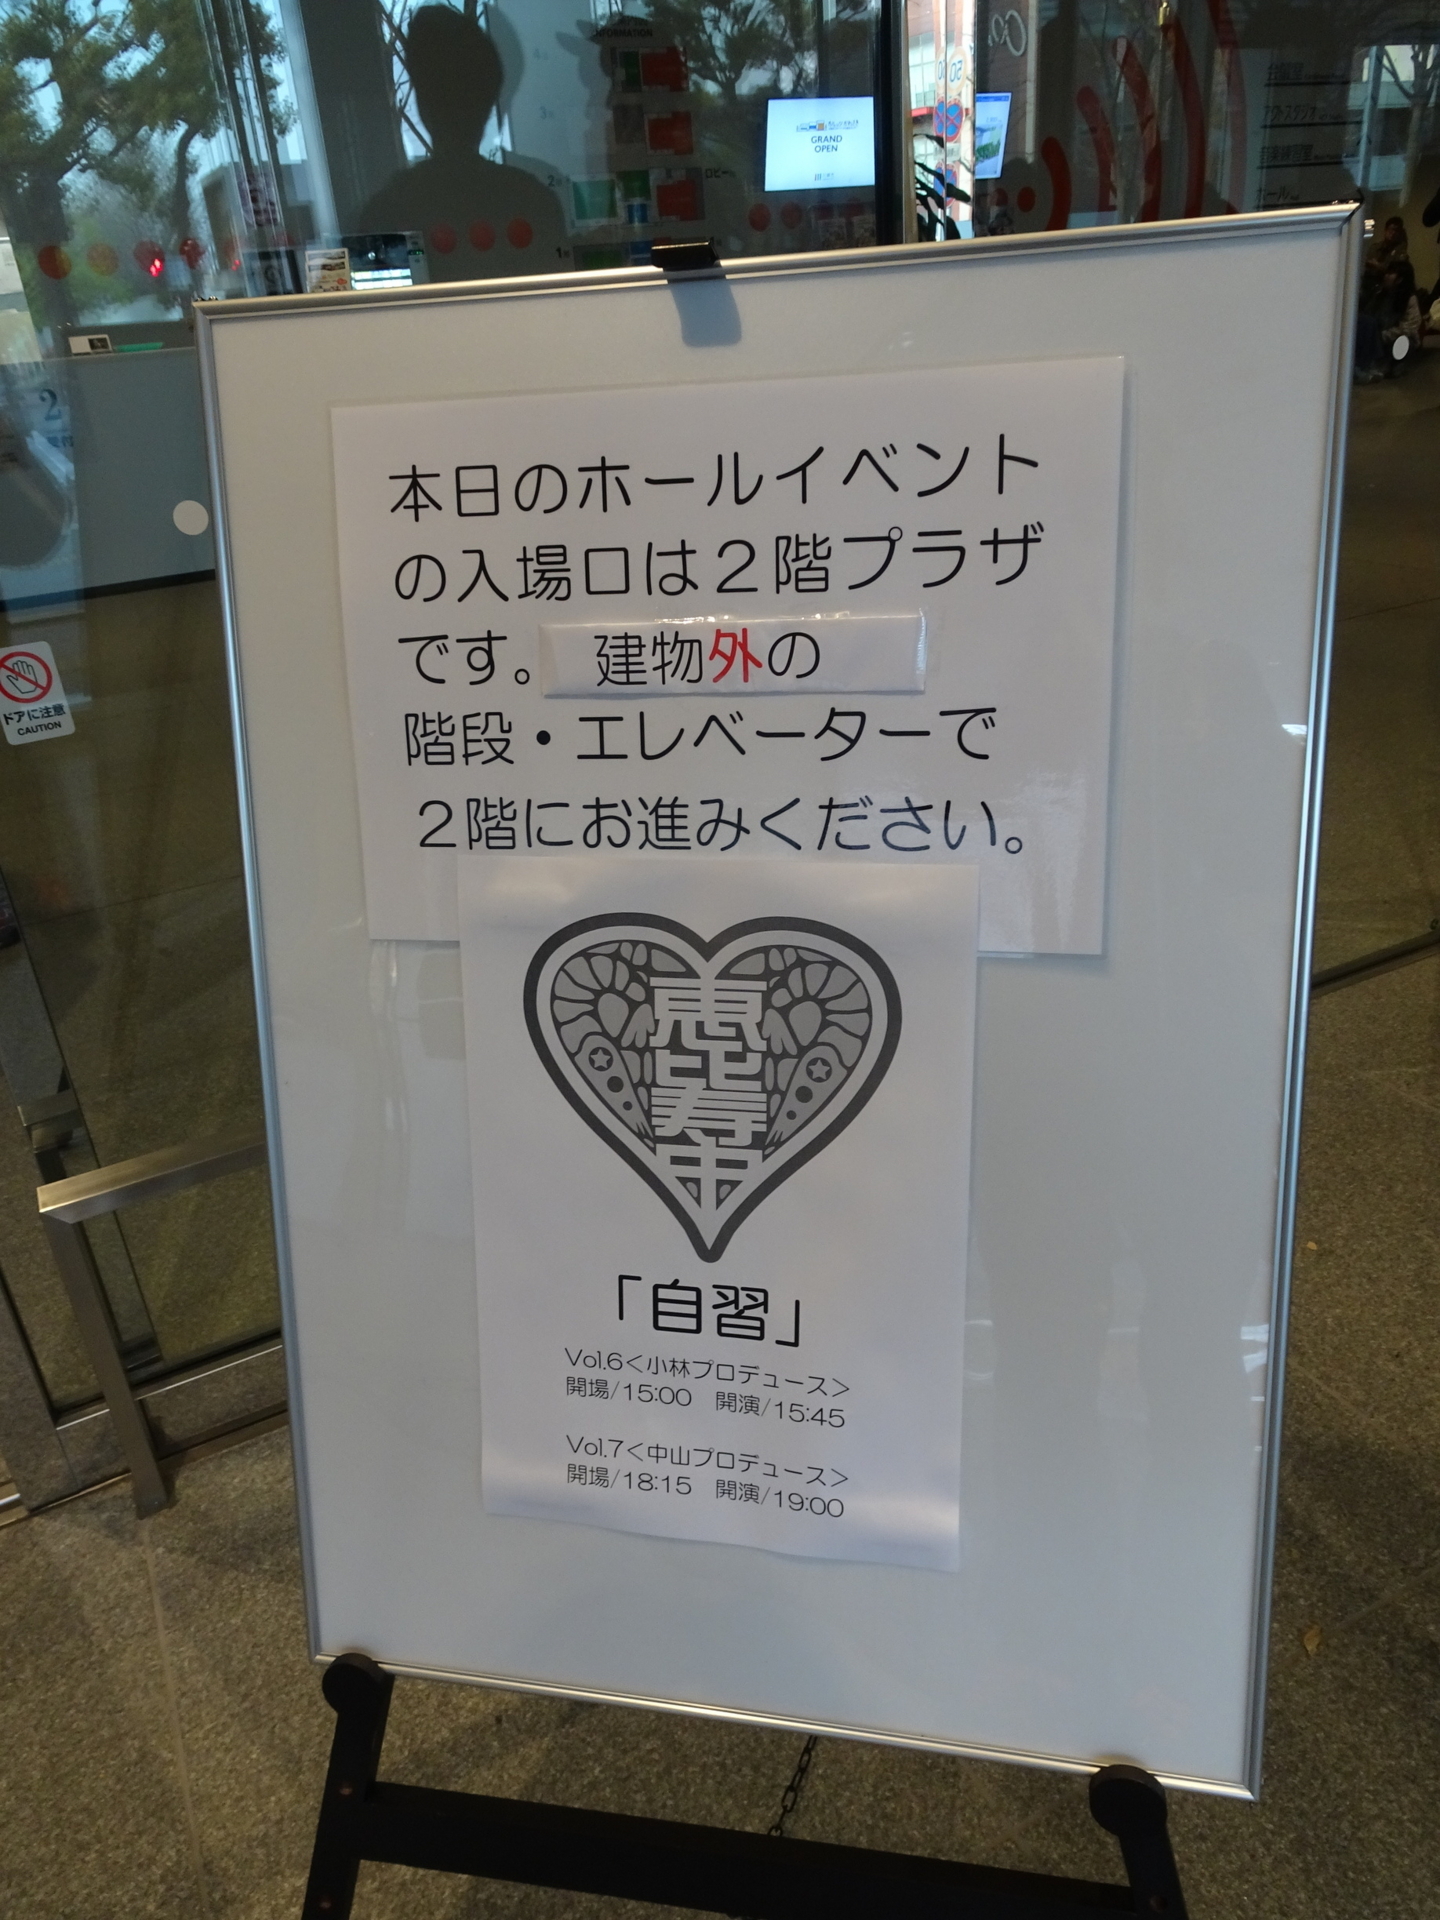 INFORMATION
GRAND
OPEN
50
本日のホールイベント
の入場口は２階プラザ
です。 建物外の
階段・エレベーターで
２階にお進みください。
ドアに注意
CAUTION
恵比寿中
「自習」
Vol.6＜小林プロデュース＞
開場/15:00　開演/15:45
Vol.7＜中山プロデュース＞
開場/18:15　開演/19:00